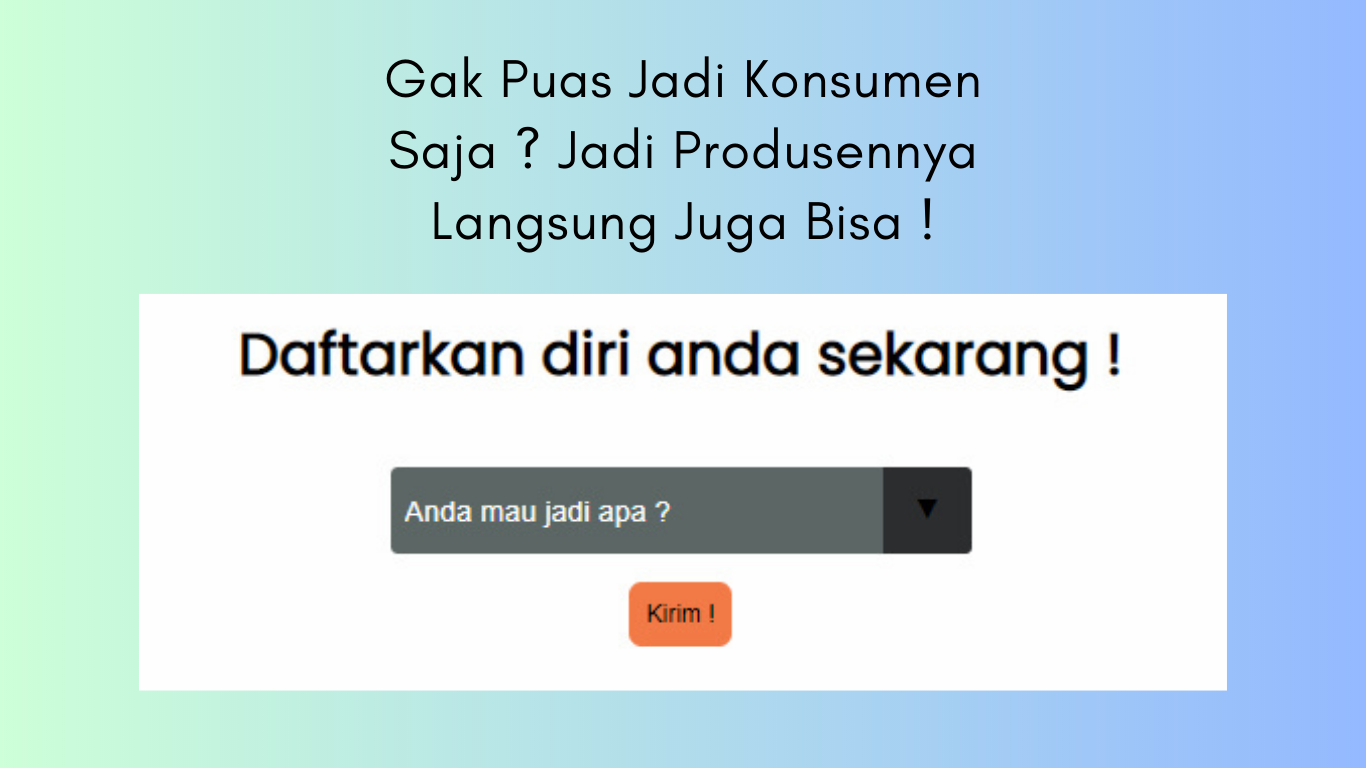 Gak Puas Jadi Konsumen
Saja ? Jadi Produsennya
Langsung Juga Bisa !
Daftarkan diri anda sekarang !
Anda mau jadi apa ?
Kirim !